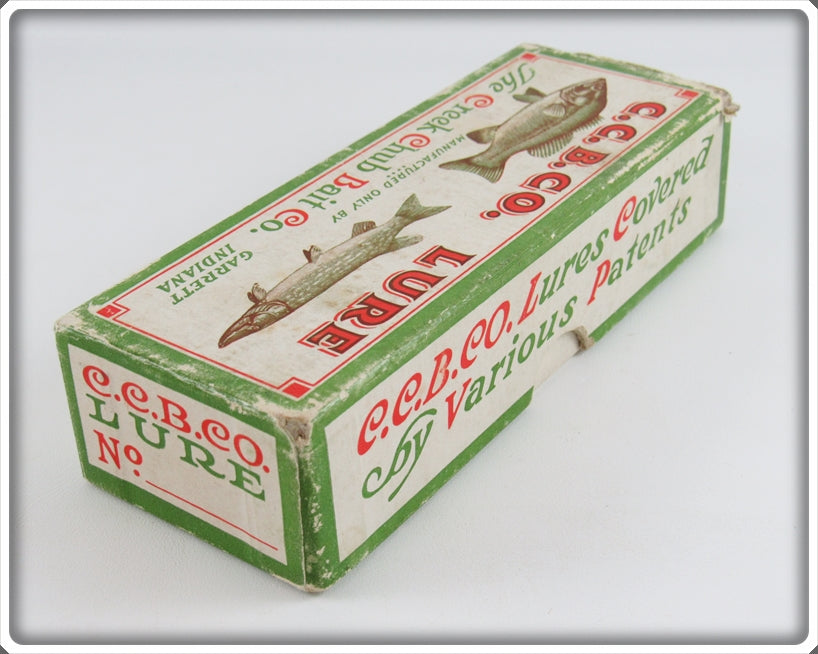 C.C.B.CO. LURE
MANUFACTURED ONLY BY
The Creek Chub Bait Co.
GARRETT
INDIANA
C.C.B.CO. Lures Covered
by Various Patents
C.C.B.CO.
LURE
No.